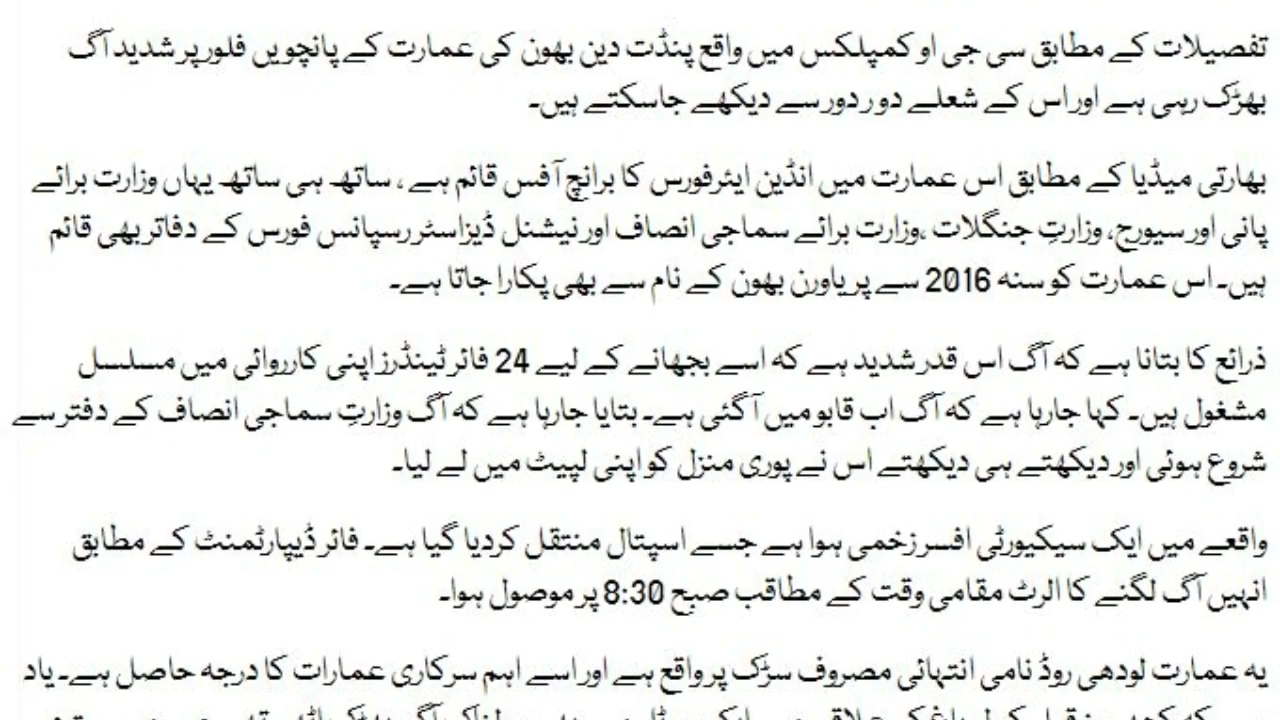 تفصیلات کے مطابق سی جی او کمپلکس میں واقع پنڈت دین بھون کی عمارت کے پانچویں فلور پر شدید آگ
بھڑک رہی ہے اور اس کے شعلے دور دور سے دیکھے جاسکتے ہیں۔
بھارتی میڈیا کے مطابق اس عمارت میں انڈین ایئرفورس کا برانچ آفس قائم ہے ، ساتھ ہی ساتھ یہاں وزارت برائے
پانی اور سیورج، وزارتِ جنگلات ،وزارت برائے سماجی انصاف اور نیشنل ڈیزاسٹر رسپانس فورس کے دفاتر بھی قائم
ہیں۔ اس عمارت کو سنہ 2016 سے پریاورن بھون کے نام سے بھی پکارا جاتا ہے۔
ذرائع کا بتانا ہے کہ آگ اس قدر شدید ہے کہ اسے بجھانے کے لیے 24 فائر ٹینڈرز اپنی کارروائی میں مسلسل
مشغول ہیں۔ کہا جارہا ہے کہ آگ اب قابو میں آگئی ہے۔ بتایا جارہا ہے کہ آگ وزارتِ سماجی انصاف کے دفتر سے
شروع ہوئی اور دیکھتے ہی دیکھتے اس نے پوری منزل کو اپنی لپیٹ میں لے لیا۔
واقعے میں ایک سیکیورٹی افسر زخمی ہوا ہے جسے اسپتال منتقل کردیا گیا ہے۔ فائر ڈیپارٹمنٹ کے مطابق
انہیں آگ لگنے کا الرٹ مقامی وقت کے مطاقب صبح 8:30 پر موصول ہوا۔
یہ عمارت لودھی روڈ نامی انتہائی مصروف سڑک پر واقع ہے اور اسے اہم سرکاری عمارات کا درجہ حاصل ہے۔ یاد